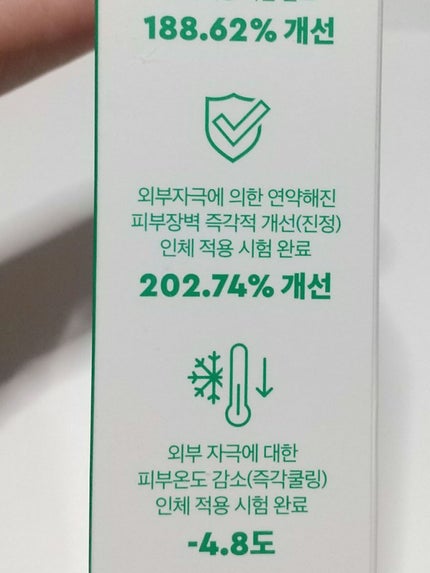 188.62% 개선
외부자극에 의한 연약해진
피부장벽 즉각적 개선(진정)
인체 적용 시험 완료
202.74% 개선
외부 자극에 대한
피부온도 감소(즉각쿨링)
인체 적용 시험 완료
-4.8도